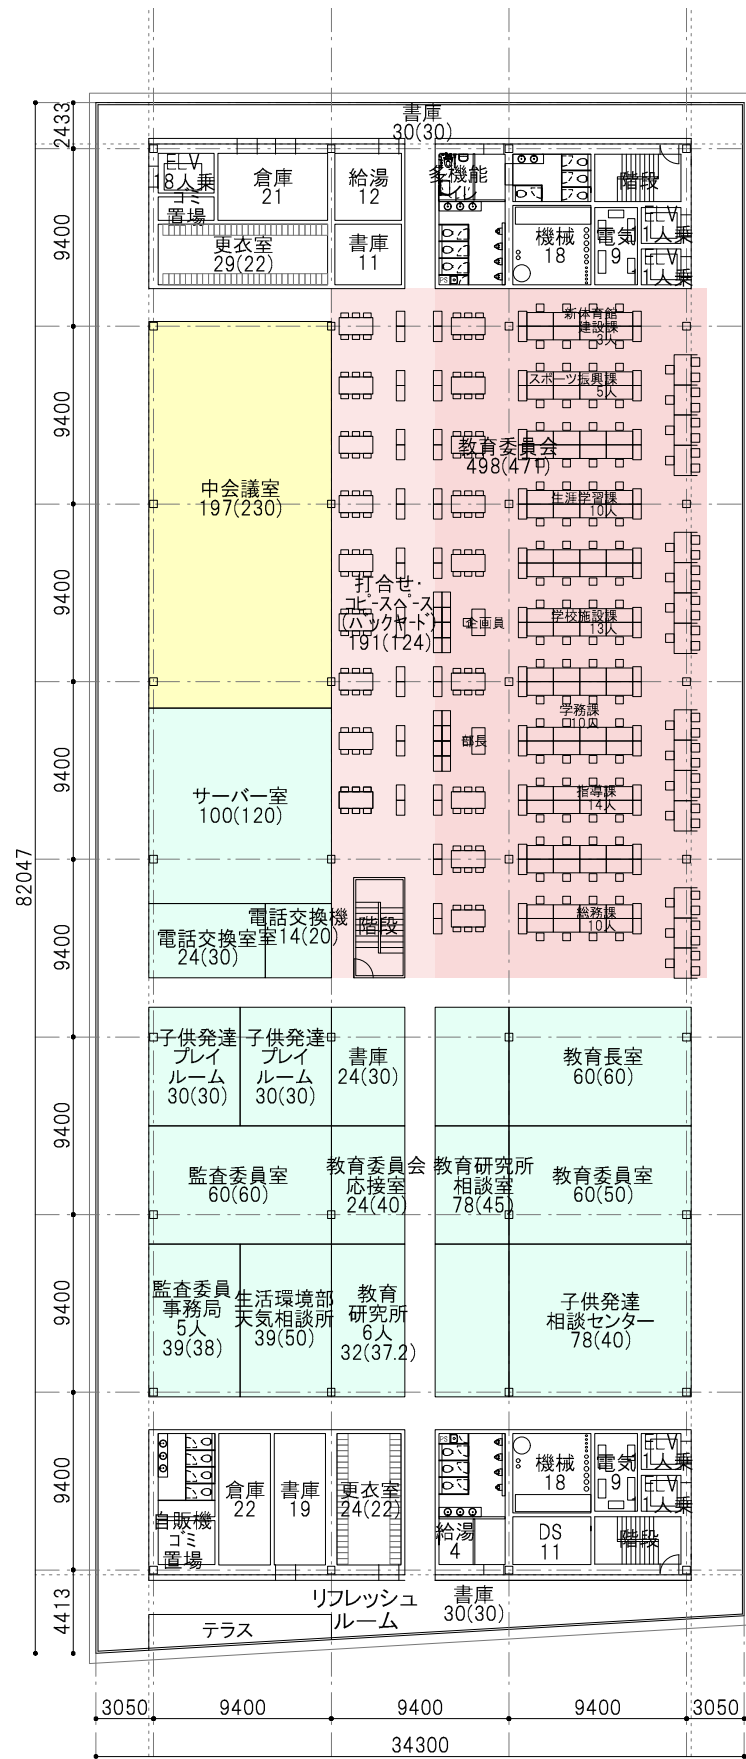 書庫
30(30)
ELV
18人乗
ゴミ
置場
倉庫
21
給湯
12
多機能
トイレ
階段
更衣室
29(22)
書庫
11
機械
18
電気
9
ELV
11人乗
ELV
11人乗
PS
新体育館
建設課
3人
スポーツ振興課
5人
教育委員会
498(471)
中会議室
197(230)
生涯学習課
10人
打合せ・
コピースペース
(バックヤード)
191(124)
企画員
学校施設課
13人
学務課
10人
部長
サーバー室
100(120)
指導課
14人
電話交換機
室14(20)
電話交換室
24(30)
階段
総務課
10人
子供発達
プレイ
ルーム
30(30)
子供発達
プレイ
ルーム
30(30)
書庫
24(30)
教育長室
60(60)
監査委員室
60(60)
教育委員会
応接室
24(40)
教育研究所
相談室
78(45)
教育委員室
60(50)
監査委員
事務局
5人
39(38)
生活環境部
天気相談所
39(50)
教育
研究所
6人
32(37.2)
子供発達
相談センター
78(40)
PS
倉庫
22
書庫
19
更衣室
24(22)
機械
18
電気
9
ELV
11人乗
ELV
11人乗
自販機
ゴミ
置場
給湯
4
DS
11
階段
リフレッシュ
ルーム
書庫
30(30)
テラス
2433
9400
9400
9400
9400
9400
9400
9400
9400
4413
82047
3050
9400
9400
9400
3050
34300